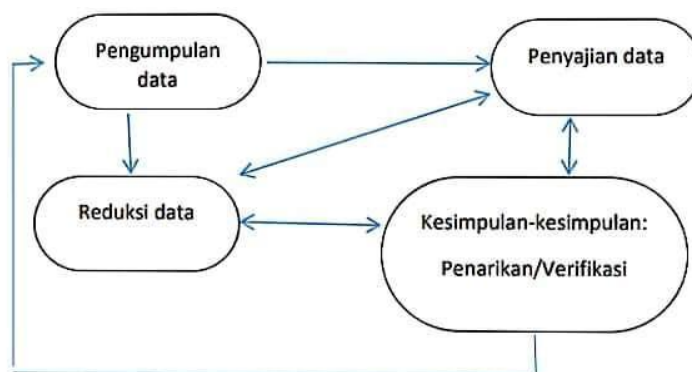 Pengumpulan
data
Penyajian data
Reduksi data
Kesimpulan-kesimpulan:
Penarikan/Verifikasi